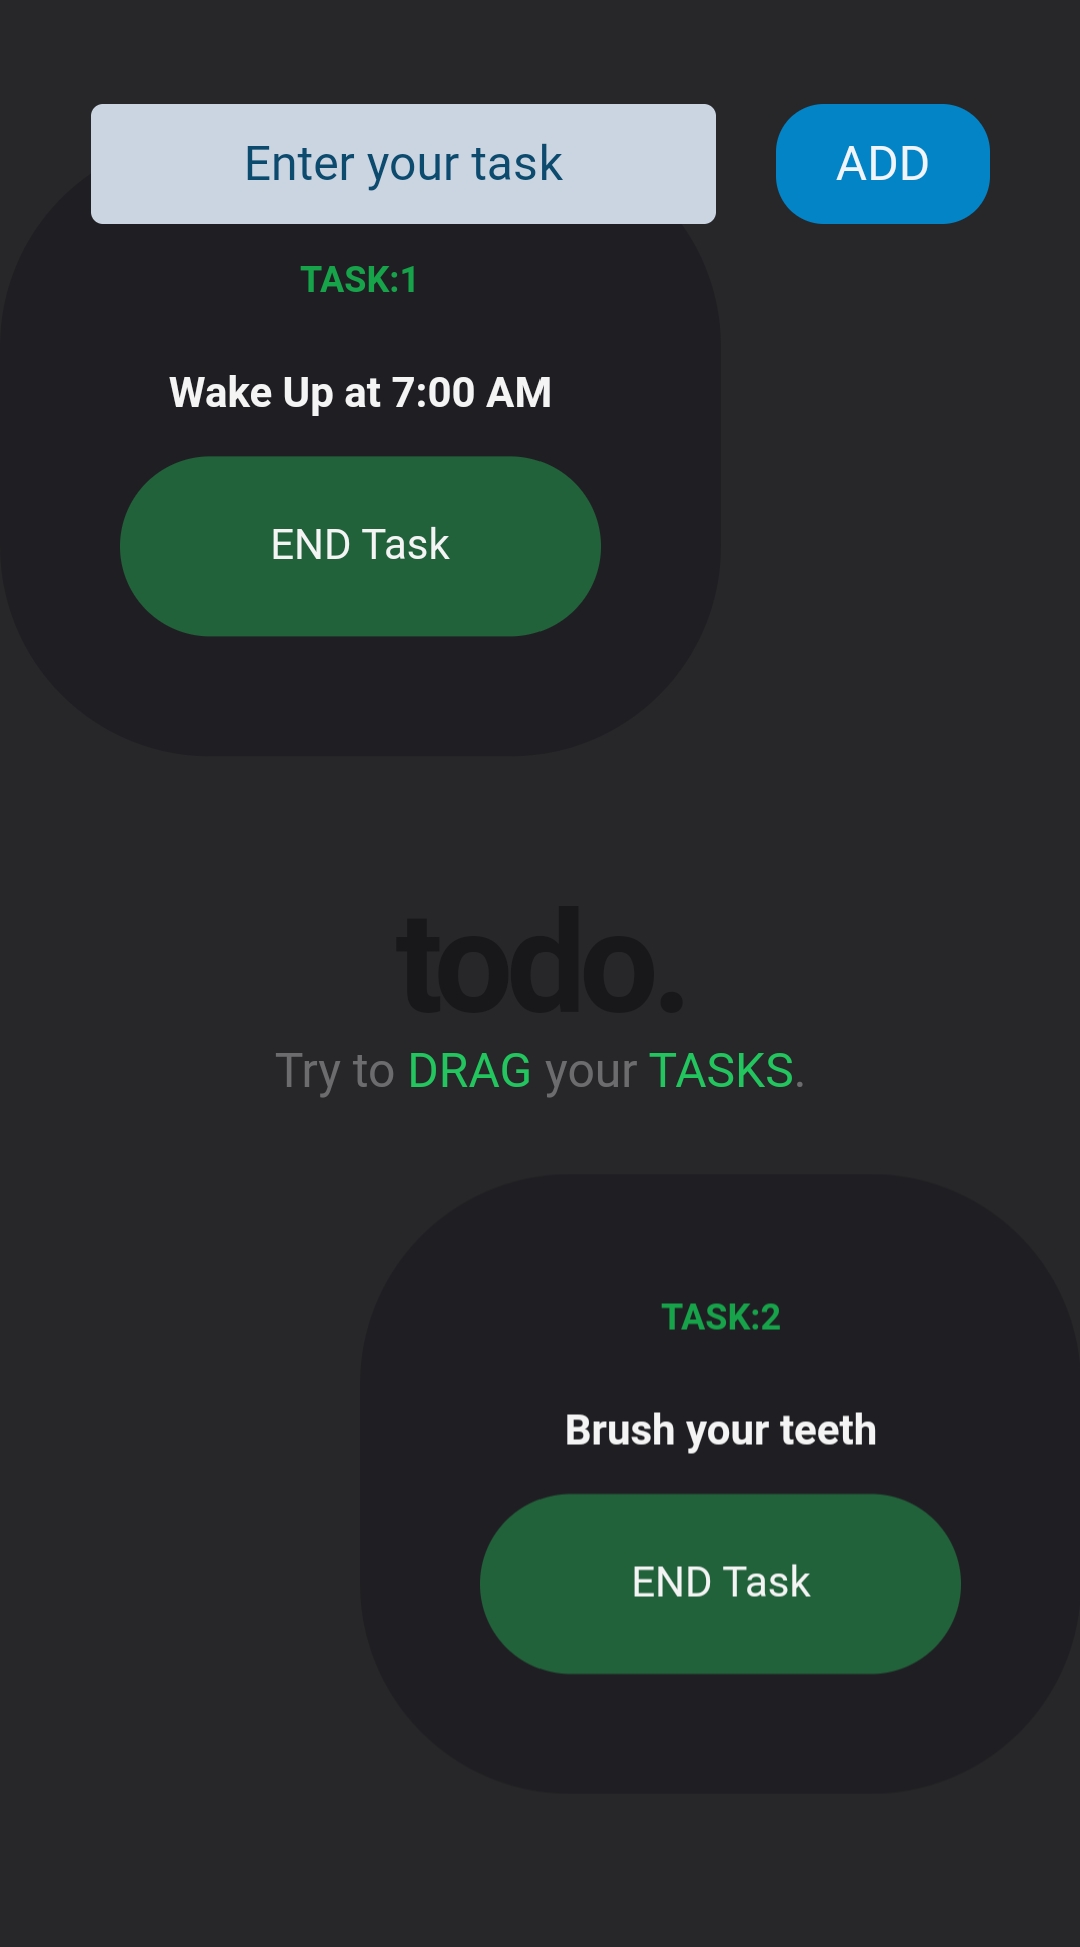 Enter your task
ADD
TASK:1
Wake Up at 7:00 AM
END Task
todo.
Try to DRAG your TASKS.
TASK:2
Brush your teeth
END Task